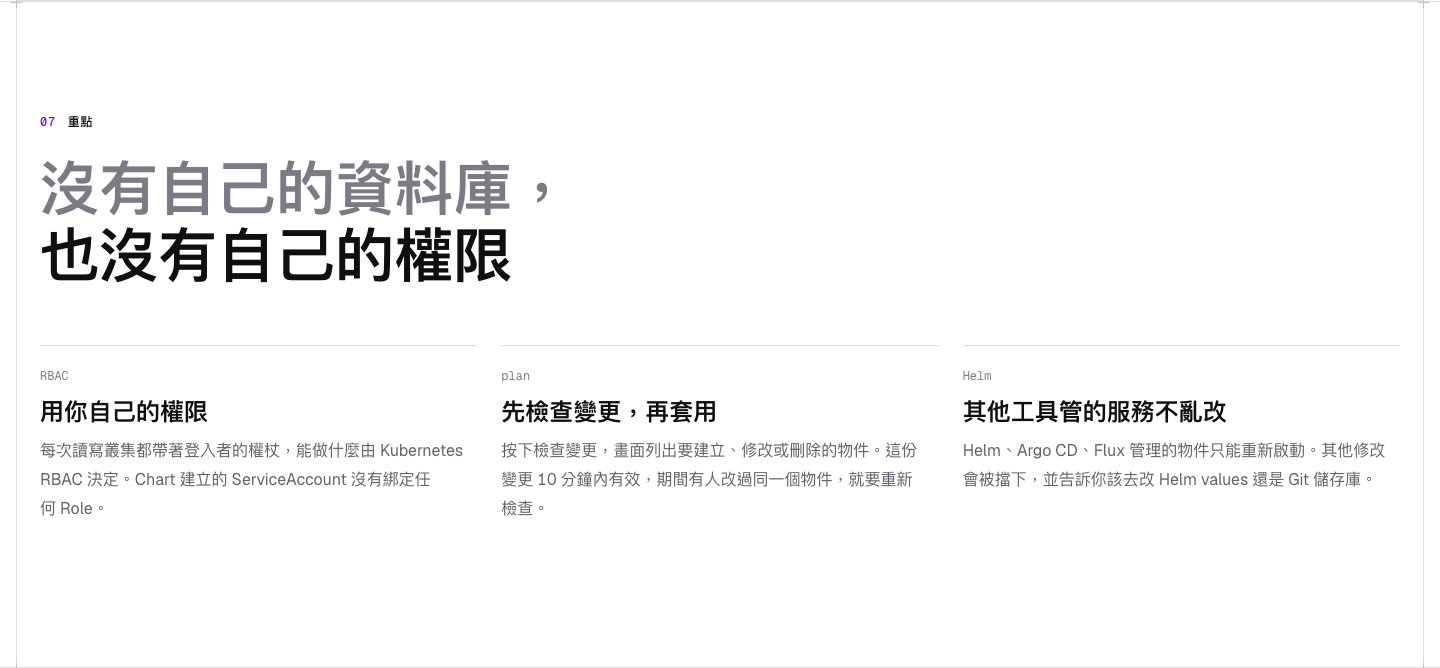 07 重點
沒有自己的資料庫，
也沒有自己的權限
RBAC
用你自己的權限
每次讀寫叢集都帶著登入者的權杖，能做什麼由 Kubernetes
RBAC 決定。Chart 建立的 ServiceAccount 沒有綁定任
何 Role。
plan
先檢查變更，再套用
按下檢查變更，畫面列出要建立、修改或刪除的物件。這份
變更 10 分鐘內有效，期間有人改過同一個物件，就要重新
檢查。
Helm
其他工具管的服務不亂改
Helm、Argo CD、Flux 管理的物件只能重新啟動。其他修改
會被擋下，並告訴你該去改 Helm values 還是 Git 儲存庫。